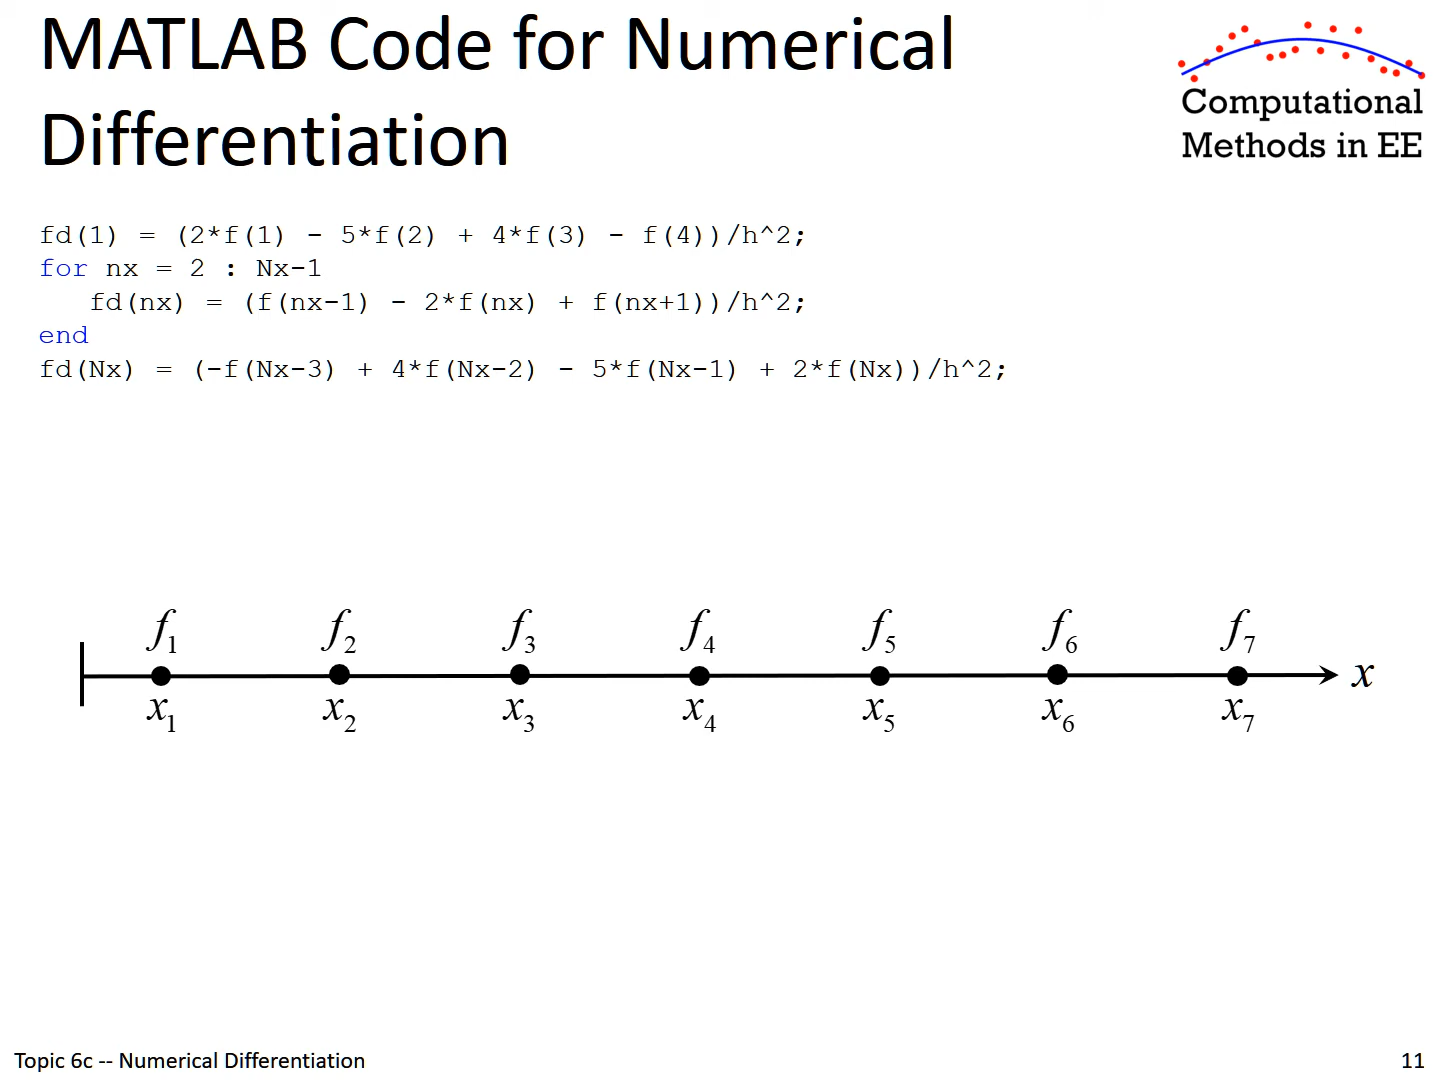 MATLAB Code for Numerical
Differentiation
Computational
Methods in EE
fd(1) = (2*f(1) - 5*f(2) + 4*f(3) - f(4))/h^2;
for nx = 2 : Nx-1
fd(nx) = (f(nx-1) - 2*f(nx) + f(nx+1))/h^2;
end
fd(Nx) = (-f(Nx-3) + 4*f(Nx-2) - 5*f(Nx-1) + 2*f(Nx))/h^2;
f₁ f₂ f₃ f₄ f₅ f₆ f₇
x
x₁ x₂ x₃ x₄ x₅ x₆ x₇
Topic 6c -- Numerical Differentiation 11